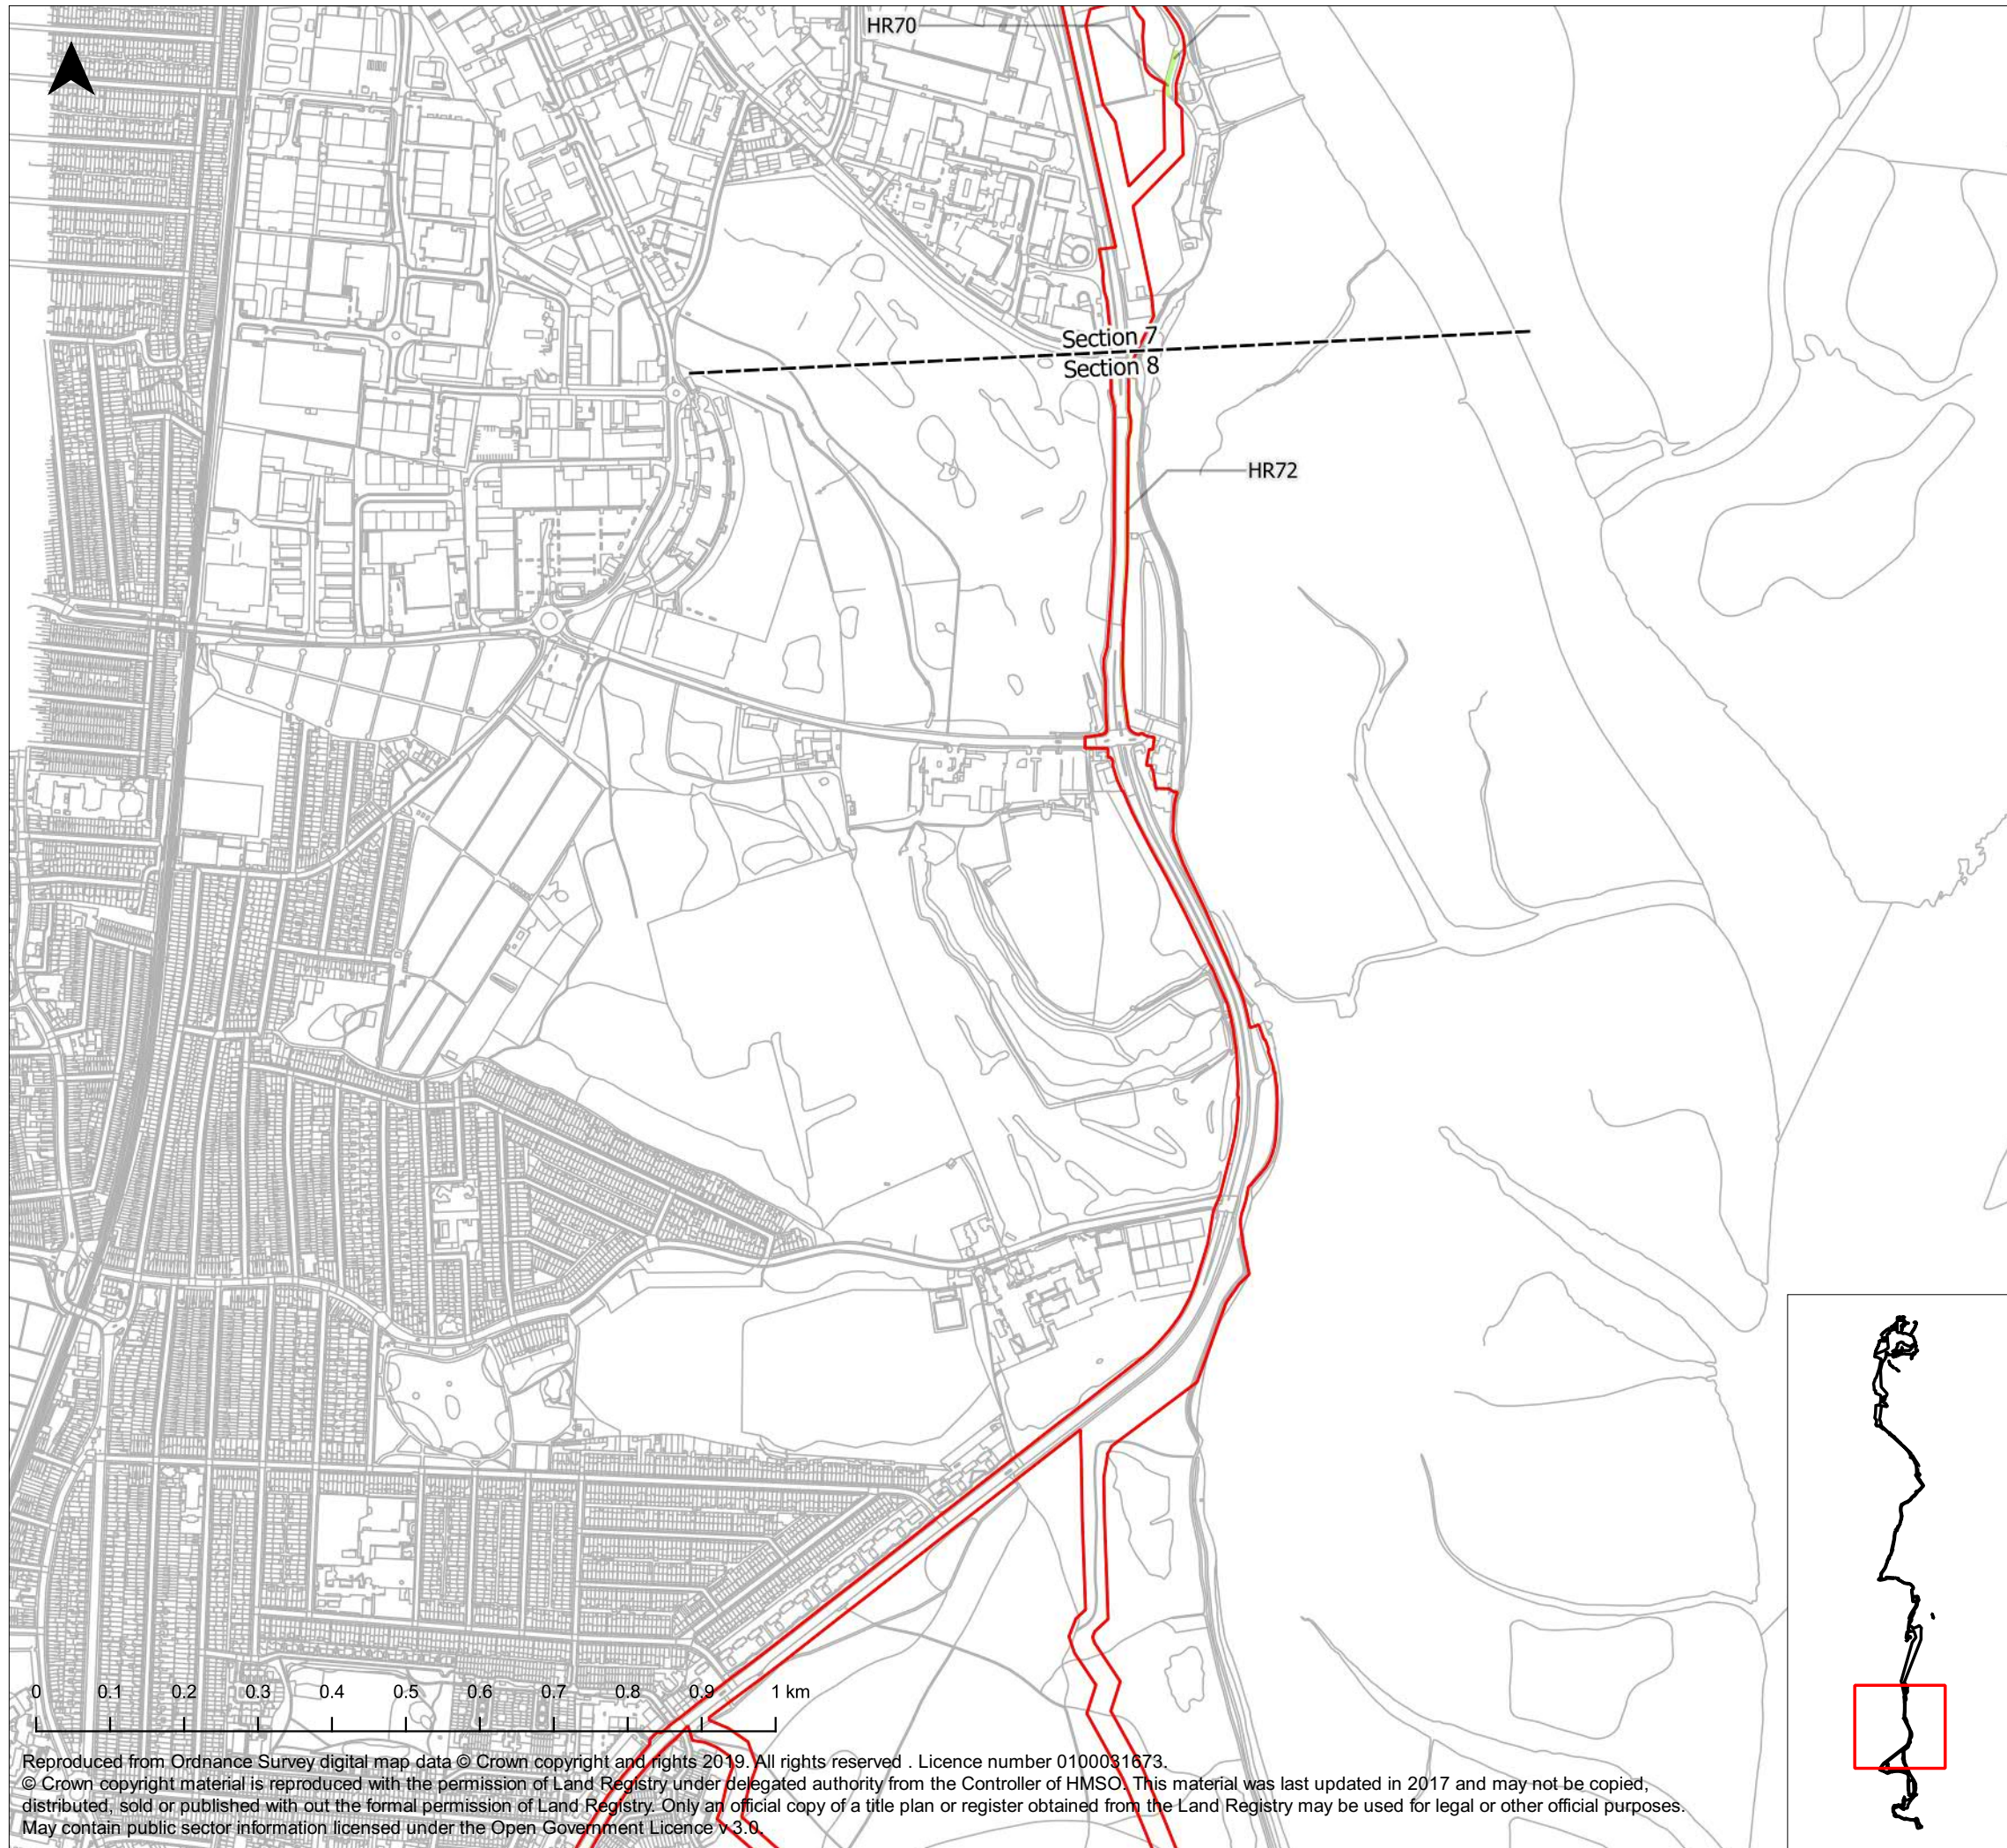 HR70
Section 7
Section 8
HR72
0 0.1 0.2 0.3 0.4 0.5 0.6 0.7 0.8 0.9 1 km
Reproduced from Ordnance Survey digital map data © Crown copyright and rights 2019. All rights reserved . Licence number 0100031673.
© Crown copyright material is reproduced with the permission of Land Registry under delegated authority from the Controller of HMSO. This material was last updated in 2017 and may not be copied,
distributed, sold or published with out the formal permission of Land Registry. Only an official copy of a title plan or register obtained from the Land Registry may be used for legal or other official purposes.
May contain public sector information licensed under the Open Government Licence v 3.0.